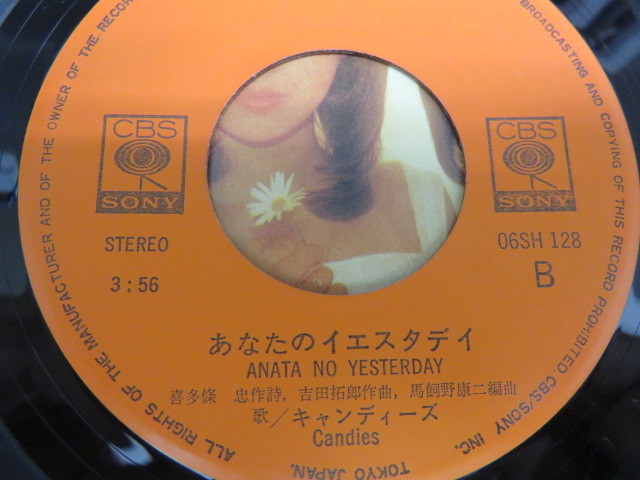 ALL RIGHTS OF THE MANUFACTURER AND OF THE OWNER OF THE RECOR
BROADCASTING AND COPYING OF THIS RECORD PROHIBITED. CBS/SONY INC.
TOKYO JAPAN.
CBS
SONY
CBS
SONY
STEREO
3:56
06SH 128
B
あなたのイエスタデイ
ANATA NO YESTERDAY
喜多條 忠作詩, 吉田拓郎作曲, 馬飼野康二編曲
歌/キャンディーズ
Candies